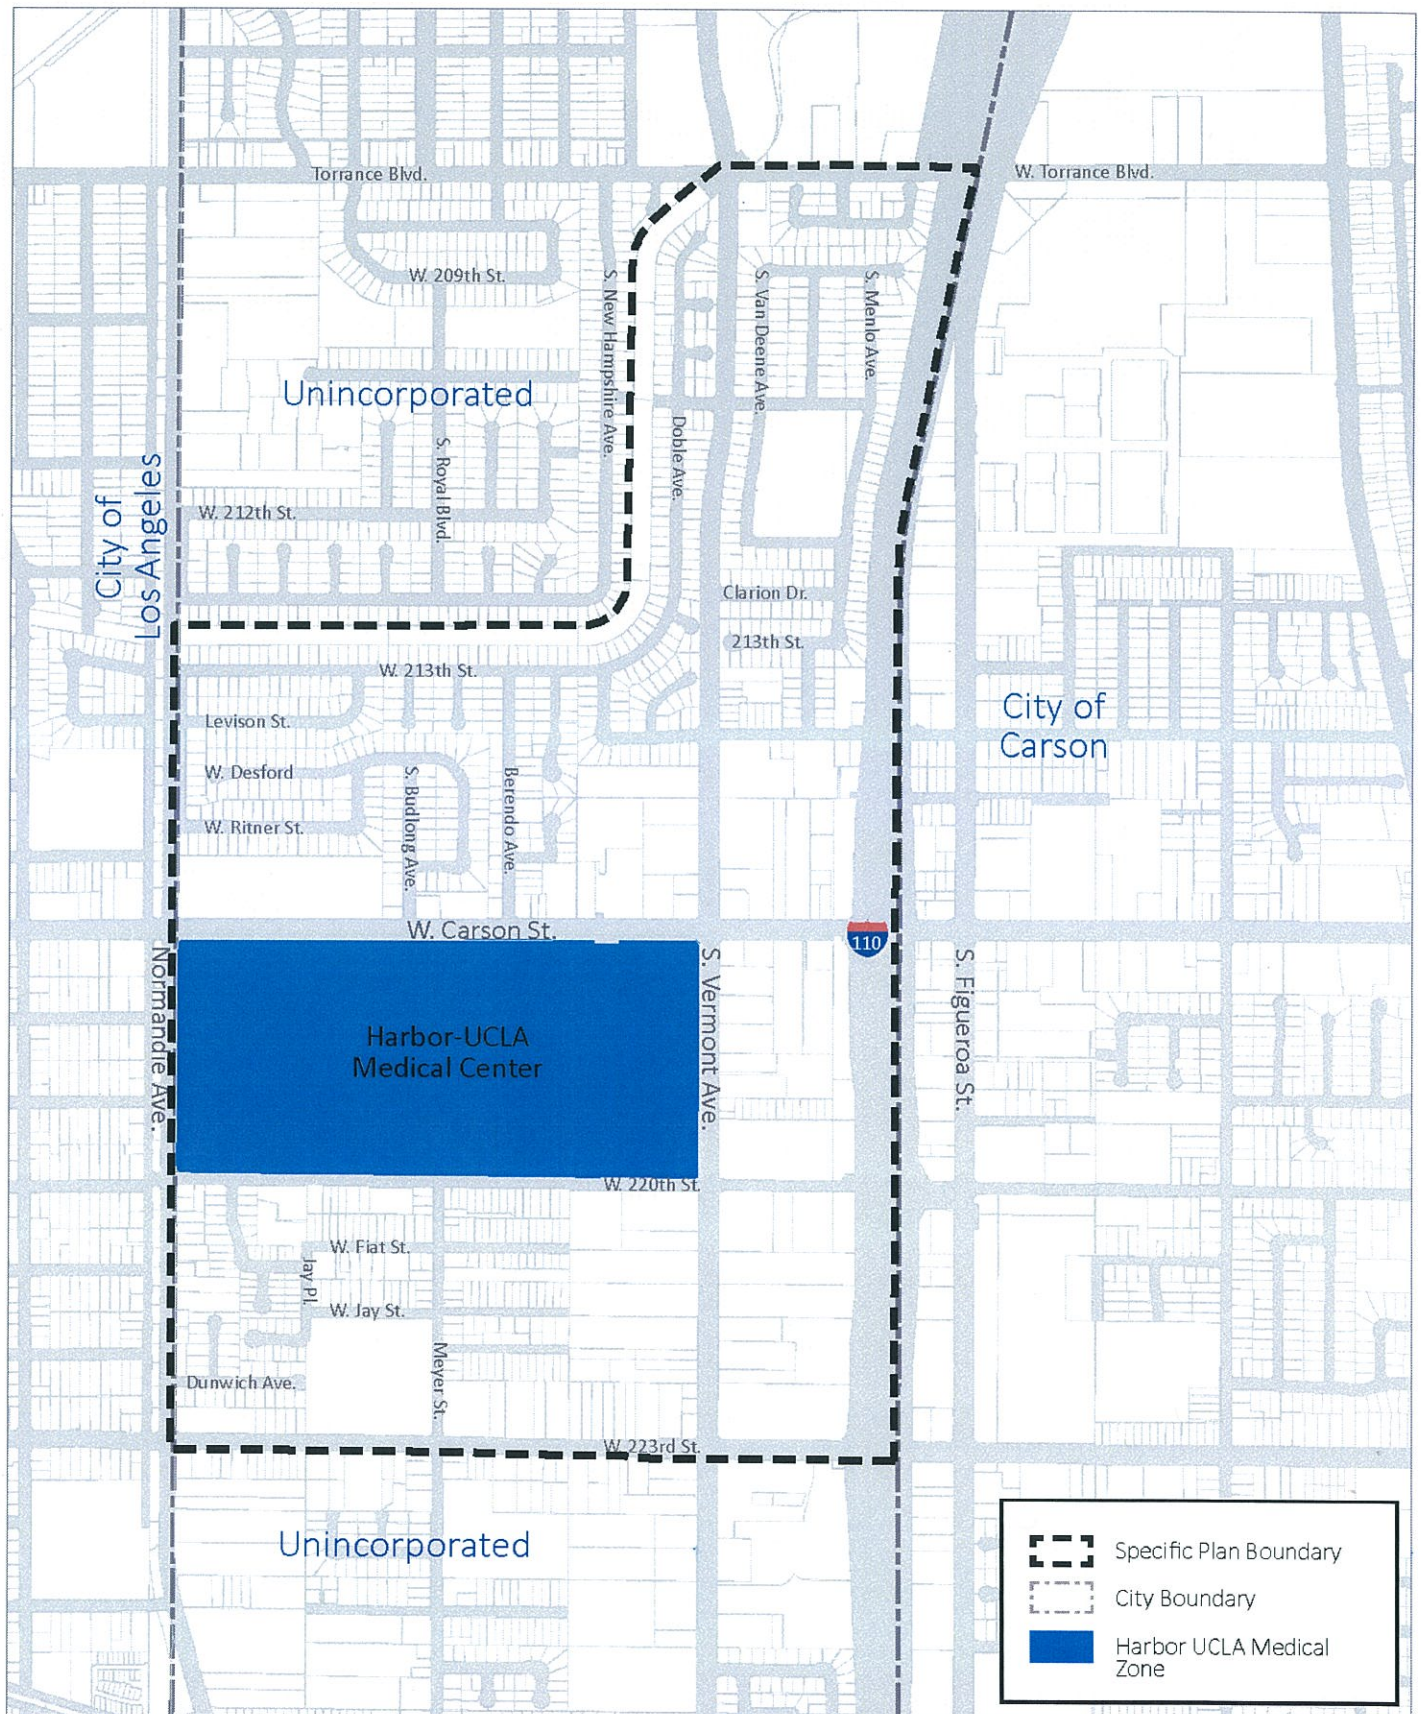 Torrance Blvd.
W. Torrance Blvd.
W. 209th St.
S. New Hampshire Ave.
S. Van Deene Ave.
S. Menlo Ave.
Unincorporated
Doble Ave.
S. Royal Blvd.
City of
Los Angeles
W. 212th St.
Clarion Dr.
213th St.
W. 213th St.
Levison St.
City of
Carson
W. Desford
S. Budlong Ave.
Berendo Ave.
W. Ritner St.
W. Carson St.
110
Normandie Ave.
S. Vermont Ave.
S. Figueroa St.
Harbor-UCLA
Medical Center
W. 220th St.
W. Fiat St.
Jay Pl.
W. Jay St.
Meyer St.
Dunwich Ave.
W. 223rd St.
Unincorporated
Specific Plan Boundary
City Boundary
Harbor UCLA Medical
Zone